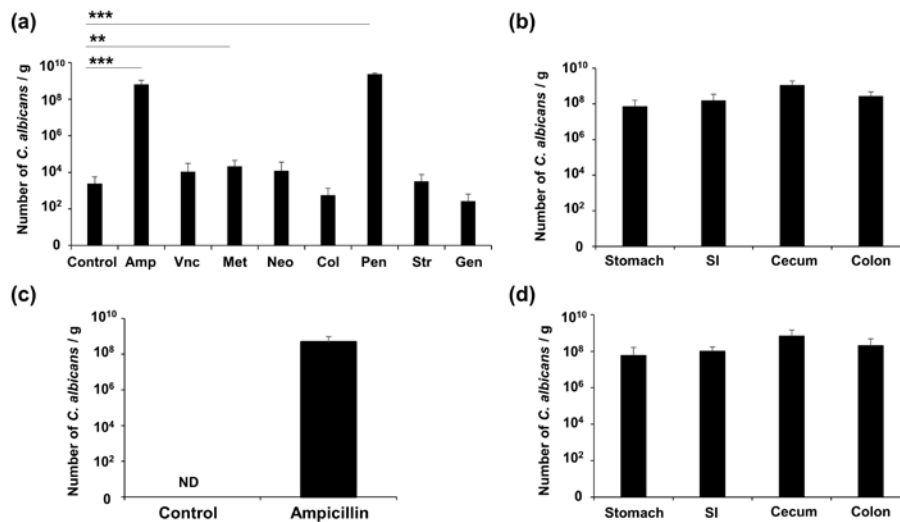 (a)
***
**
***
Number of C. albicans / g
10¹⁰
10⁸
10⁶
10⁴
10²
0
Control Amp Vnc Met Neo Col Pen Str Gen
(b)
Number of C. albicans / g
10¹⁰
10⁸
10⁶
10⁴
10²
0
Stomach SI Cecum Colon
(c)
Number of C. albicans / g
10¹⁰
10⁸
10⁶
10⁴
10²
0
ND
Control Ampicillin
(d)
Number of C. albicans / g
10¹⁰
10⁸
10⁶
10⁴
10²
0
Stomach SI Cecum Colon